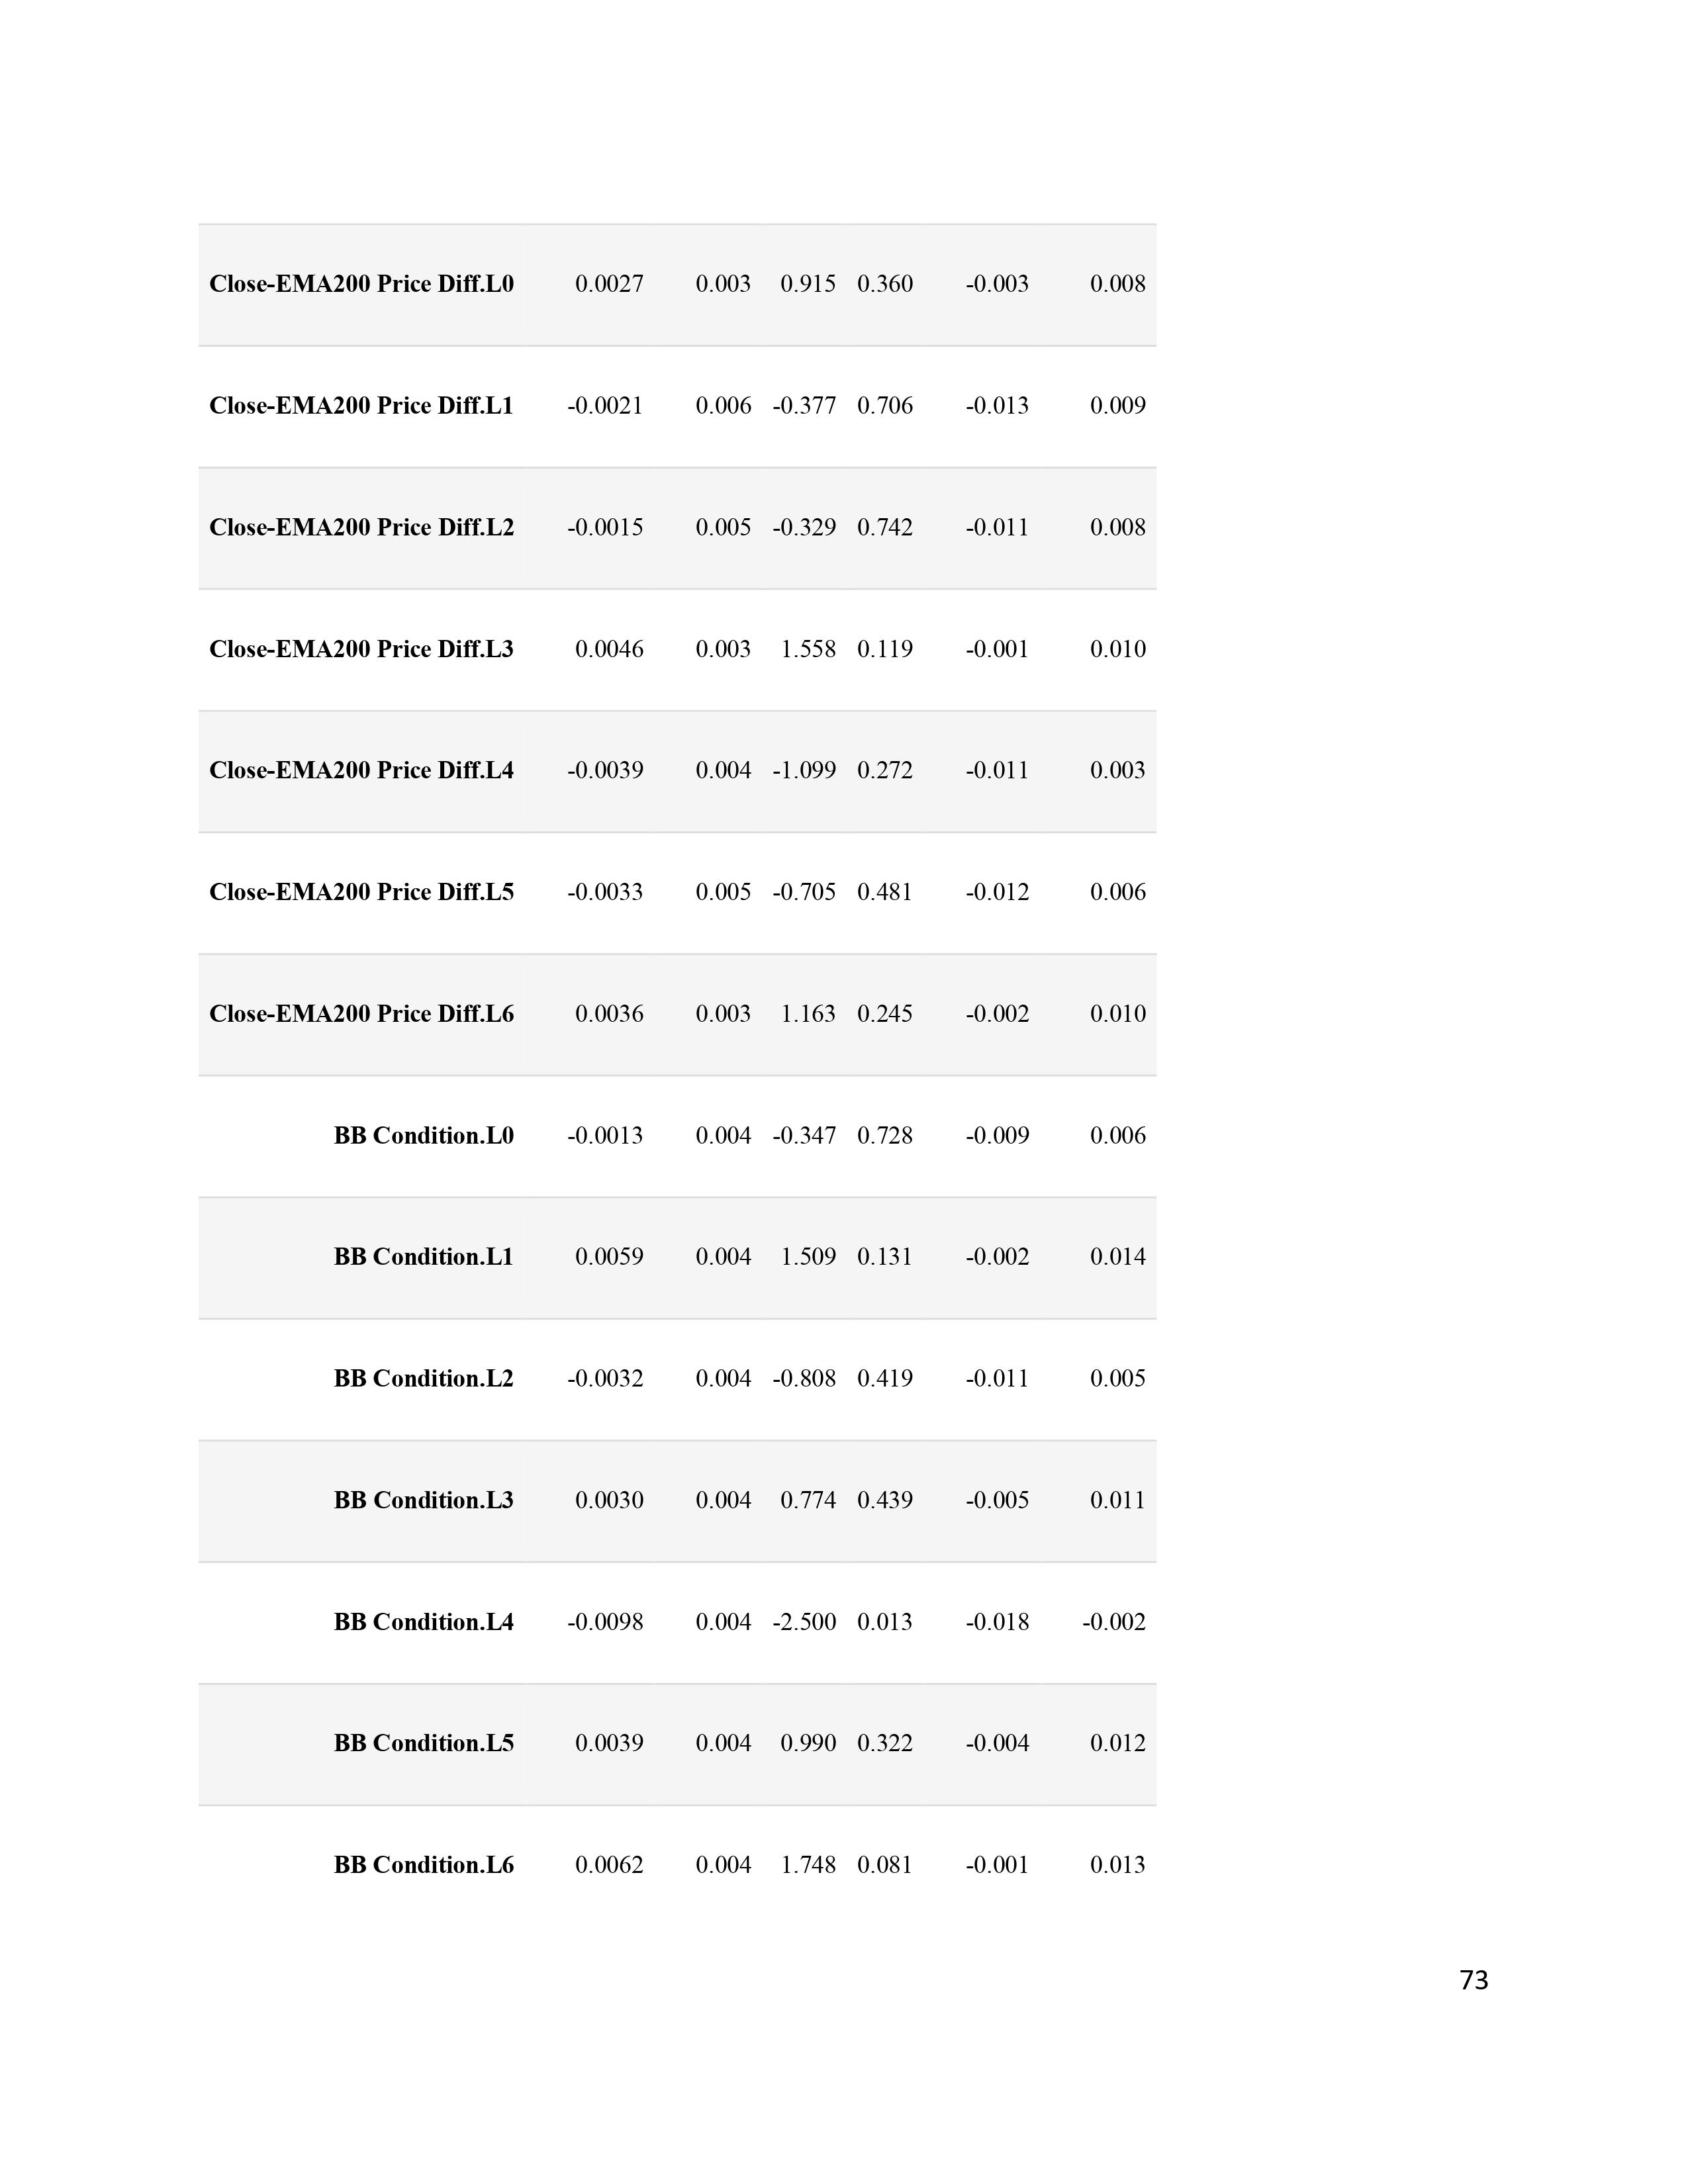 Close-EMA200 Price Diff.L0 0.0027 0.003 0.915 0.360 -0.003 0.008
Close-EMA200 Price Diff.L1 -0.0021 0.006 -0.377 0.706 -0.013 0.009
Close-EMA200 Price Diff.L2 -0.0015 0.005 -0.329 0.742 -0.011 0.008
Close-EMA200 Price Diff.L3 0.0046 0.003 1.558 0.119 -0.001 0.010
Close-EMA200 Price Diff.L4 -0.0039 0.004 -1.099 0.272 -0.011 0.003
Close-EMA200 Price Diff.L5 -0.0033 0.005 -0.705 0.481 -0.012 0.006
Close-EMA200 Price Diff.L6 0.0036 0.003 1.163 0.245 -0.002 0.010
BB Condition.L0 -0.0013 0.004 -0.347 0.728 -0.009 0.006
BB Condition.L1 0.0059 0.004 1.509 0.131 -0.002 0.014
BB Condition.L2 -0.0032 0.004 -0.808 0.419 -0.011 0.005
BB Condition.L3 0.0030 0.004 0.774 0.439 -0.005 0.011
BB Condition.L4 -0.0098 0.004 -2.500 0.013 -0.018 -0.002
BB Condition.L5 0.0039 0.004 0.990 0.322 -0.004 0.012
BB Condition.L6 0.0062 0.004 1.748 0.081 -0.001 0.013
73